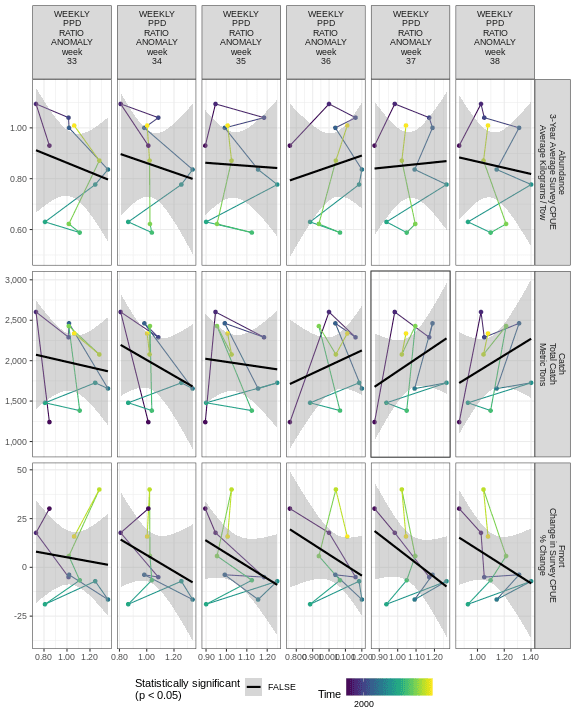 WEEKLY
PPD
RATIO
ANOMALY
week
33
WEEKLY
PPD
RATIO
ANOMALY
week
34
WEEKLY
PPD
RATIO
ANOMALY
week
35
WEEKLY
PPD
RATIO
ANOMALY
week
36
WEEKLY
PPD
RATIO
ANOMALY
week
37
WEEKLY
PPD
RATIO
ANOMALY
week
38
1.00
0.80
0.60
Abundance
3-Year Average Survey CPUE
Average Kilograms / Tow
3,000
2,500
2,000
1,500
1,000
Catch
Total Catch
Metric Tons
50
25
0
-25
Fmort
Change in Survey CPUE
% Change
0.80 1.00 1.20
0.80 1.00 1.20
0.90 1.00 1.10 1.20
0.80 0.90 1.00 1.10 1.20
0.90 1.00 1.10 1.20
1.00 1.20 1.40
Statistically significant
(p < 0.05)
FALSE
Time
2000